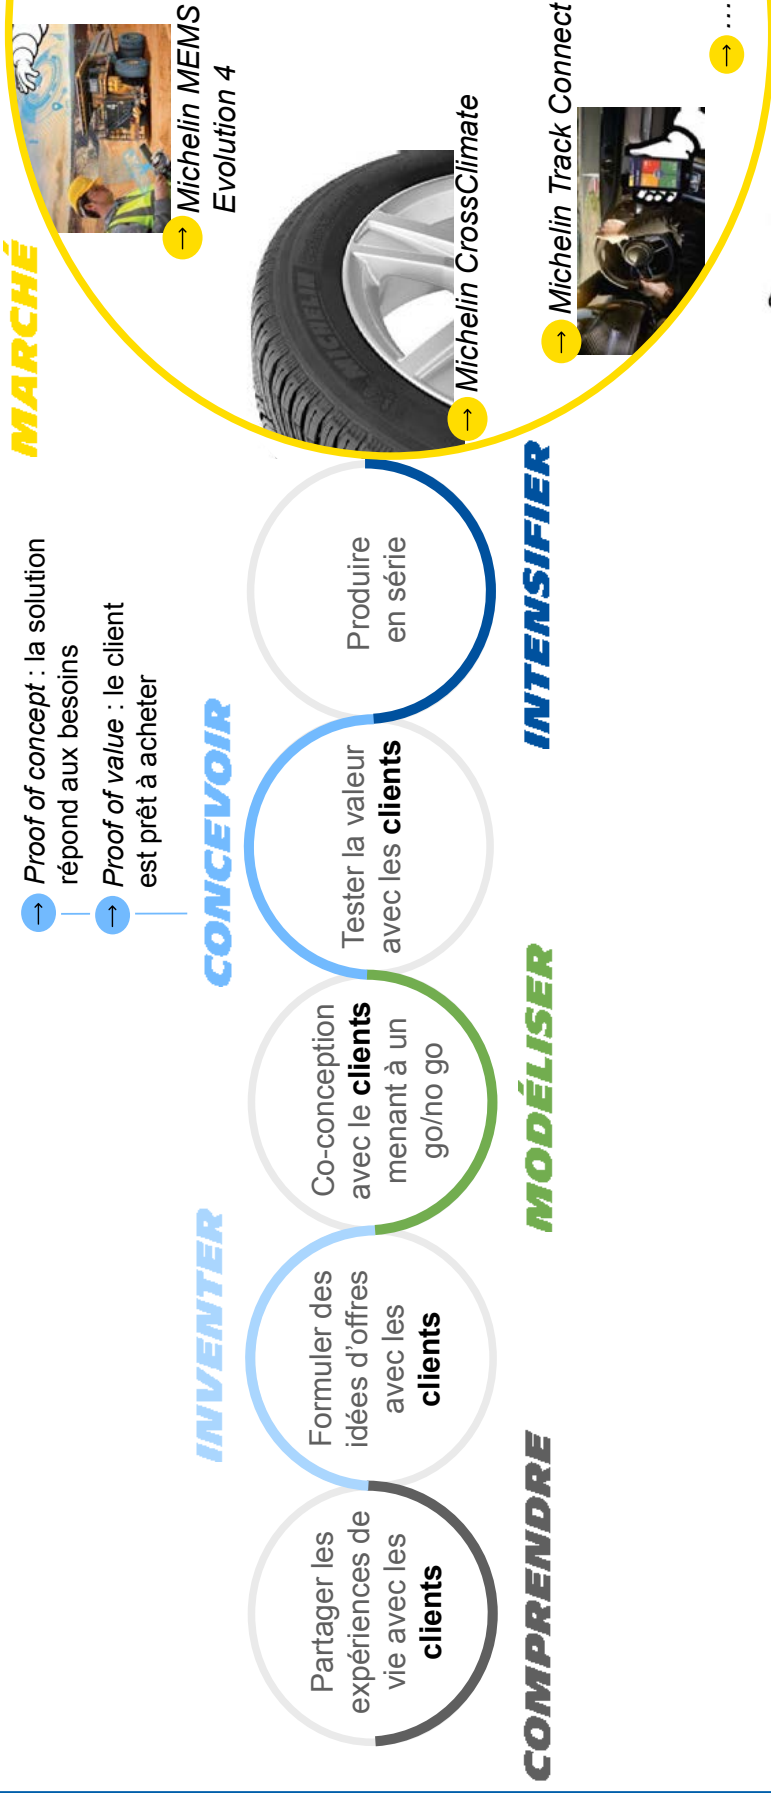 COMPRENDRE
Partager les
expériences de
vie avec les
clients
INVENTER
Formuler des
idées d'offres
avec les
clients
MODÉLISER
Co-conception
avec le clients
menant à un
go/no go
CONCEVOIR
→ Proof of concept : la solution
répond aux besoins
→ Proof of value : le client
est prêt à acheter
Tester la valeur
avec les clients
INTENSIFIER
Produire
en série
MARCHÉ
→ Michelin MEMS
Evolution 4
MICHELIN
→ Michelin CrossClimate
→ Michelin Track Connect
→ ...